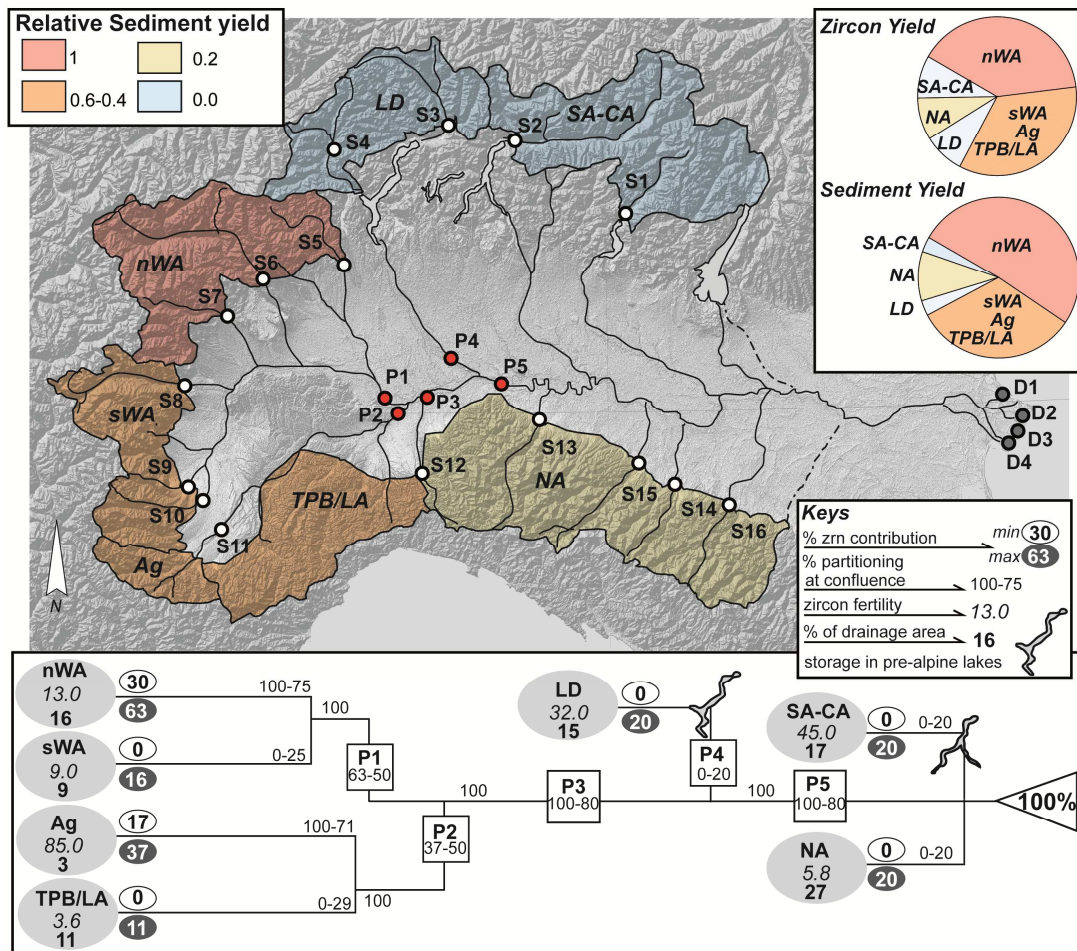 Relative Sediment yield
1
0.2
0.6-0.4
0.0
Zircon Yield
nWA
SA-CA
NA
LD
sWA
Ag
TPB/LA
Sediment Yield
nWA
SA-CA
NA
LD
sWA
Ag
TPB/LA
LD
SA-CA
S3
S4
S2
S1
nWA
S5
S6
S7
P4
P5
P1
P3
P2
D1
D2
D3
D4
sWA
S8
S9
S10
S11
Ag
TPB/LA
S12
S13
NA
S15
S14
S16
N
Keys
% zrn contribution
min 30
max 63
% partitioning
at confluence
100-75
zircon fertility
13.0
% of drainage area
16
storage in pre-alpine lakes
nWA
13.0
16
30
63
100-75
sWA
9.0
9
0
16
0-25
100
P1
63-50
Ag
85.0
3
17
37
100-71
TPB/LA
3.6
11
0
11
0-29
100
P2
37-50
100
P3
100-80
LD
32.0
15
0
20
P4
0-20
100
P5
100-80
SA-CA
45.0
17
0
20
0-20
NA
5.8
27
0
20
0-20
100%